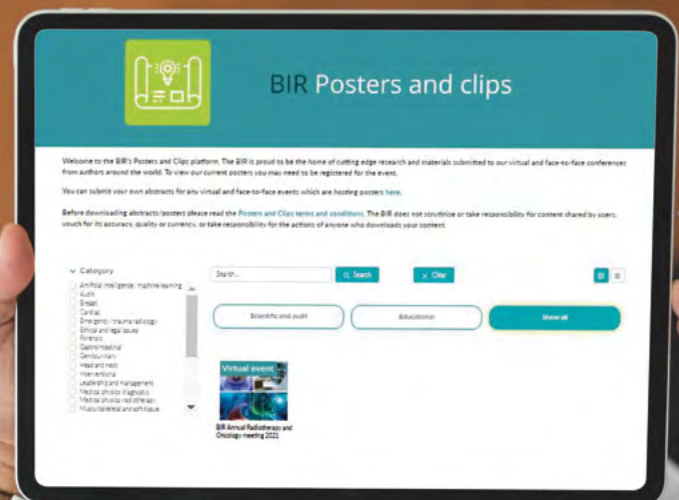 BIR Posters and clips
Welcome to the BIR's Posters and Clips platform. The BIR is proud to be the home of cutting edge research and materials submitted to our virtual and face-to-face conferences
from authors around the world. To view our current posters you may need to be registered for the event.
You can submit your own abstracts for any virtual and face-to-face events which are hosting posters here.
Before downloading abstracts/posters please read the Posters and Clips terms and conditions. The BIR does not scrutinise or take responsibility for content shared by users,
vouch for its accuracy, quality or currency, or take responsibility for the actions of anyone who downloads your content.
Category
Search...
Search
Clear
Artificial intelligence/machine learning
Audit
Breast
Cardiac
Emergency/trauma radiology
Ethical and legal issues
Forensic
Gastrointestinal
Genitourinary
Head and neck
Interventional
Leadership and management
Medical physics diagnostic
Medical physics radiotherapy
Musculoskeletal and soft tissue
Scientific and audit
Educational
Show all
Virtual event
BIR Annual Radiotherapy and
Oncology meeting 2021